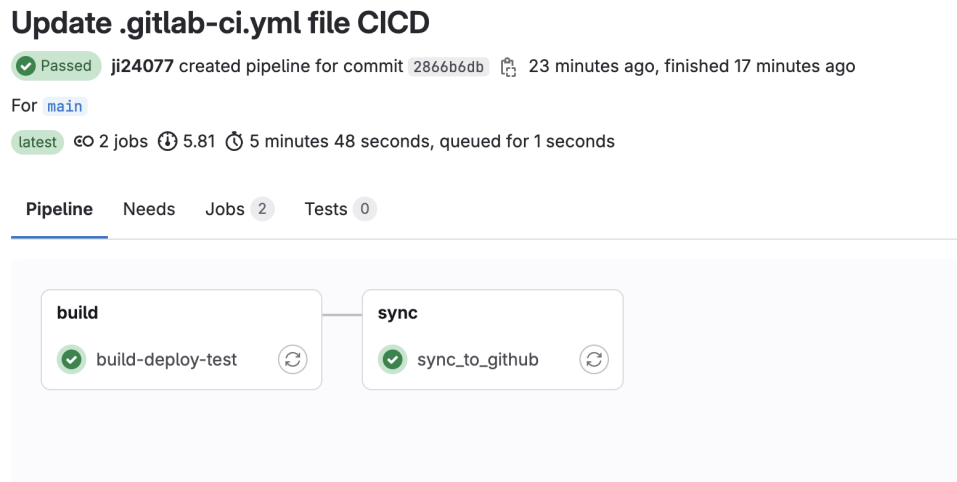 Update .gitlab-ci.yml file CICD
Passed ji24077 created pipeline for commit 2866b6db 23 minutes ago, finished 17 minutes ago
For main
latest 2 jobs 5.81 5 minutes 48 seconds, queued for 1 seconds
Pipeline Needs Jobs 2 Tests 0
build sync
build-deploy-test sync_to_github